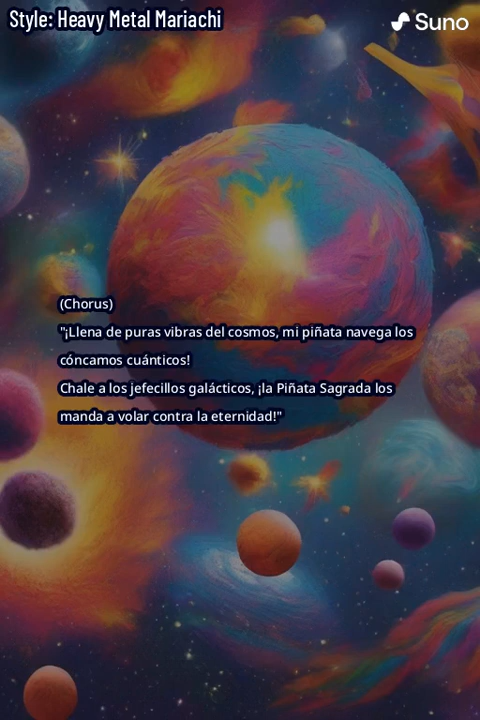 Style: Heavy Metal Mariachi
Suno
(Chorus)
"¡Llena de puras vibras del cosmos, mi piñata navega los
cóncamos cuánticos!
Chale a los jefecillos galácticos, ¡la Piñata Sagrada los
manda a volar contra la eternidad!"